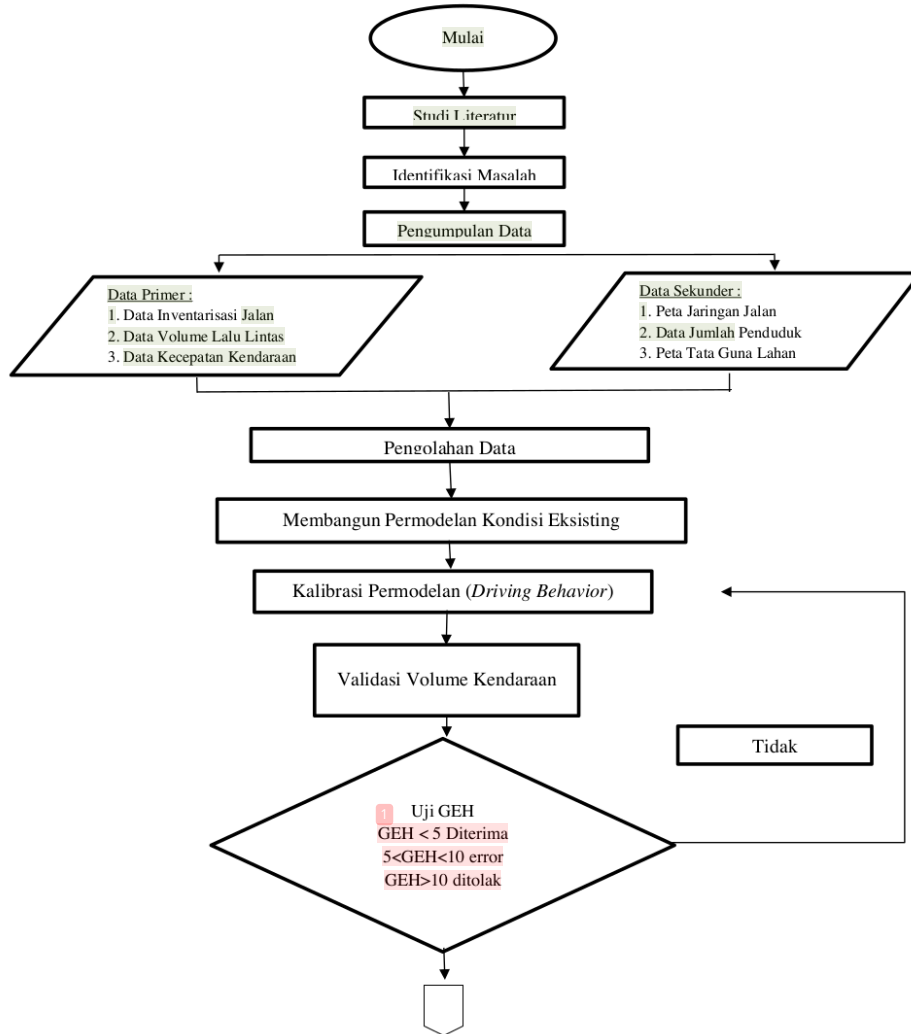 Mulai
Studi Literatur
Identifikasi Masalah
Pengumpulan Data
Data Primer :
1. Data Inventarisasi Jalan
2. Data Volume Lalu Lintas
3. Data Kecepatan Kendaraan
Data Sekunder :
1. Peta Jaringan Jalan
2. Data Jumlah Penduduk
3. Peta Tata Guna Lahan
Pengolahan Data
Membangun Permodelan Kondisi Eksisting
Kalibrasi Permodelan (Driving Behavior)
Validasi Volume Kendaraan
Tidak
1
Uji GEH
GEH < 5 Diterima
5<GEH<10 error
GEH>10 ditolak